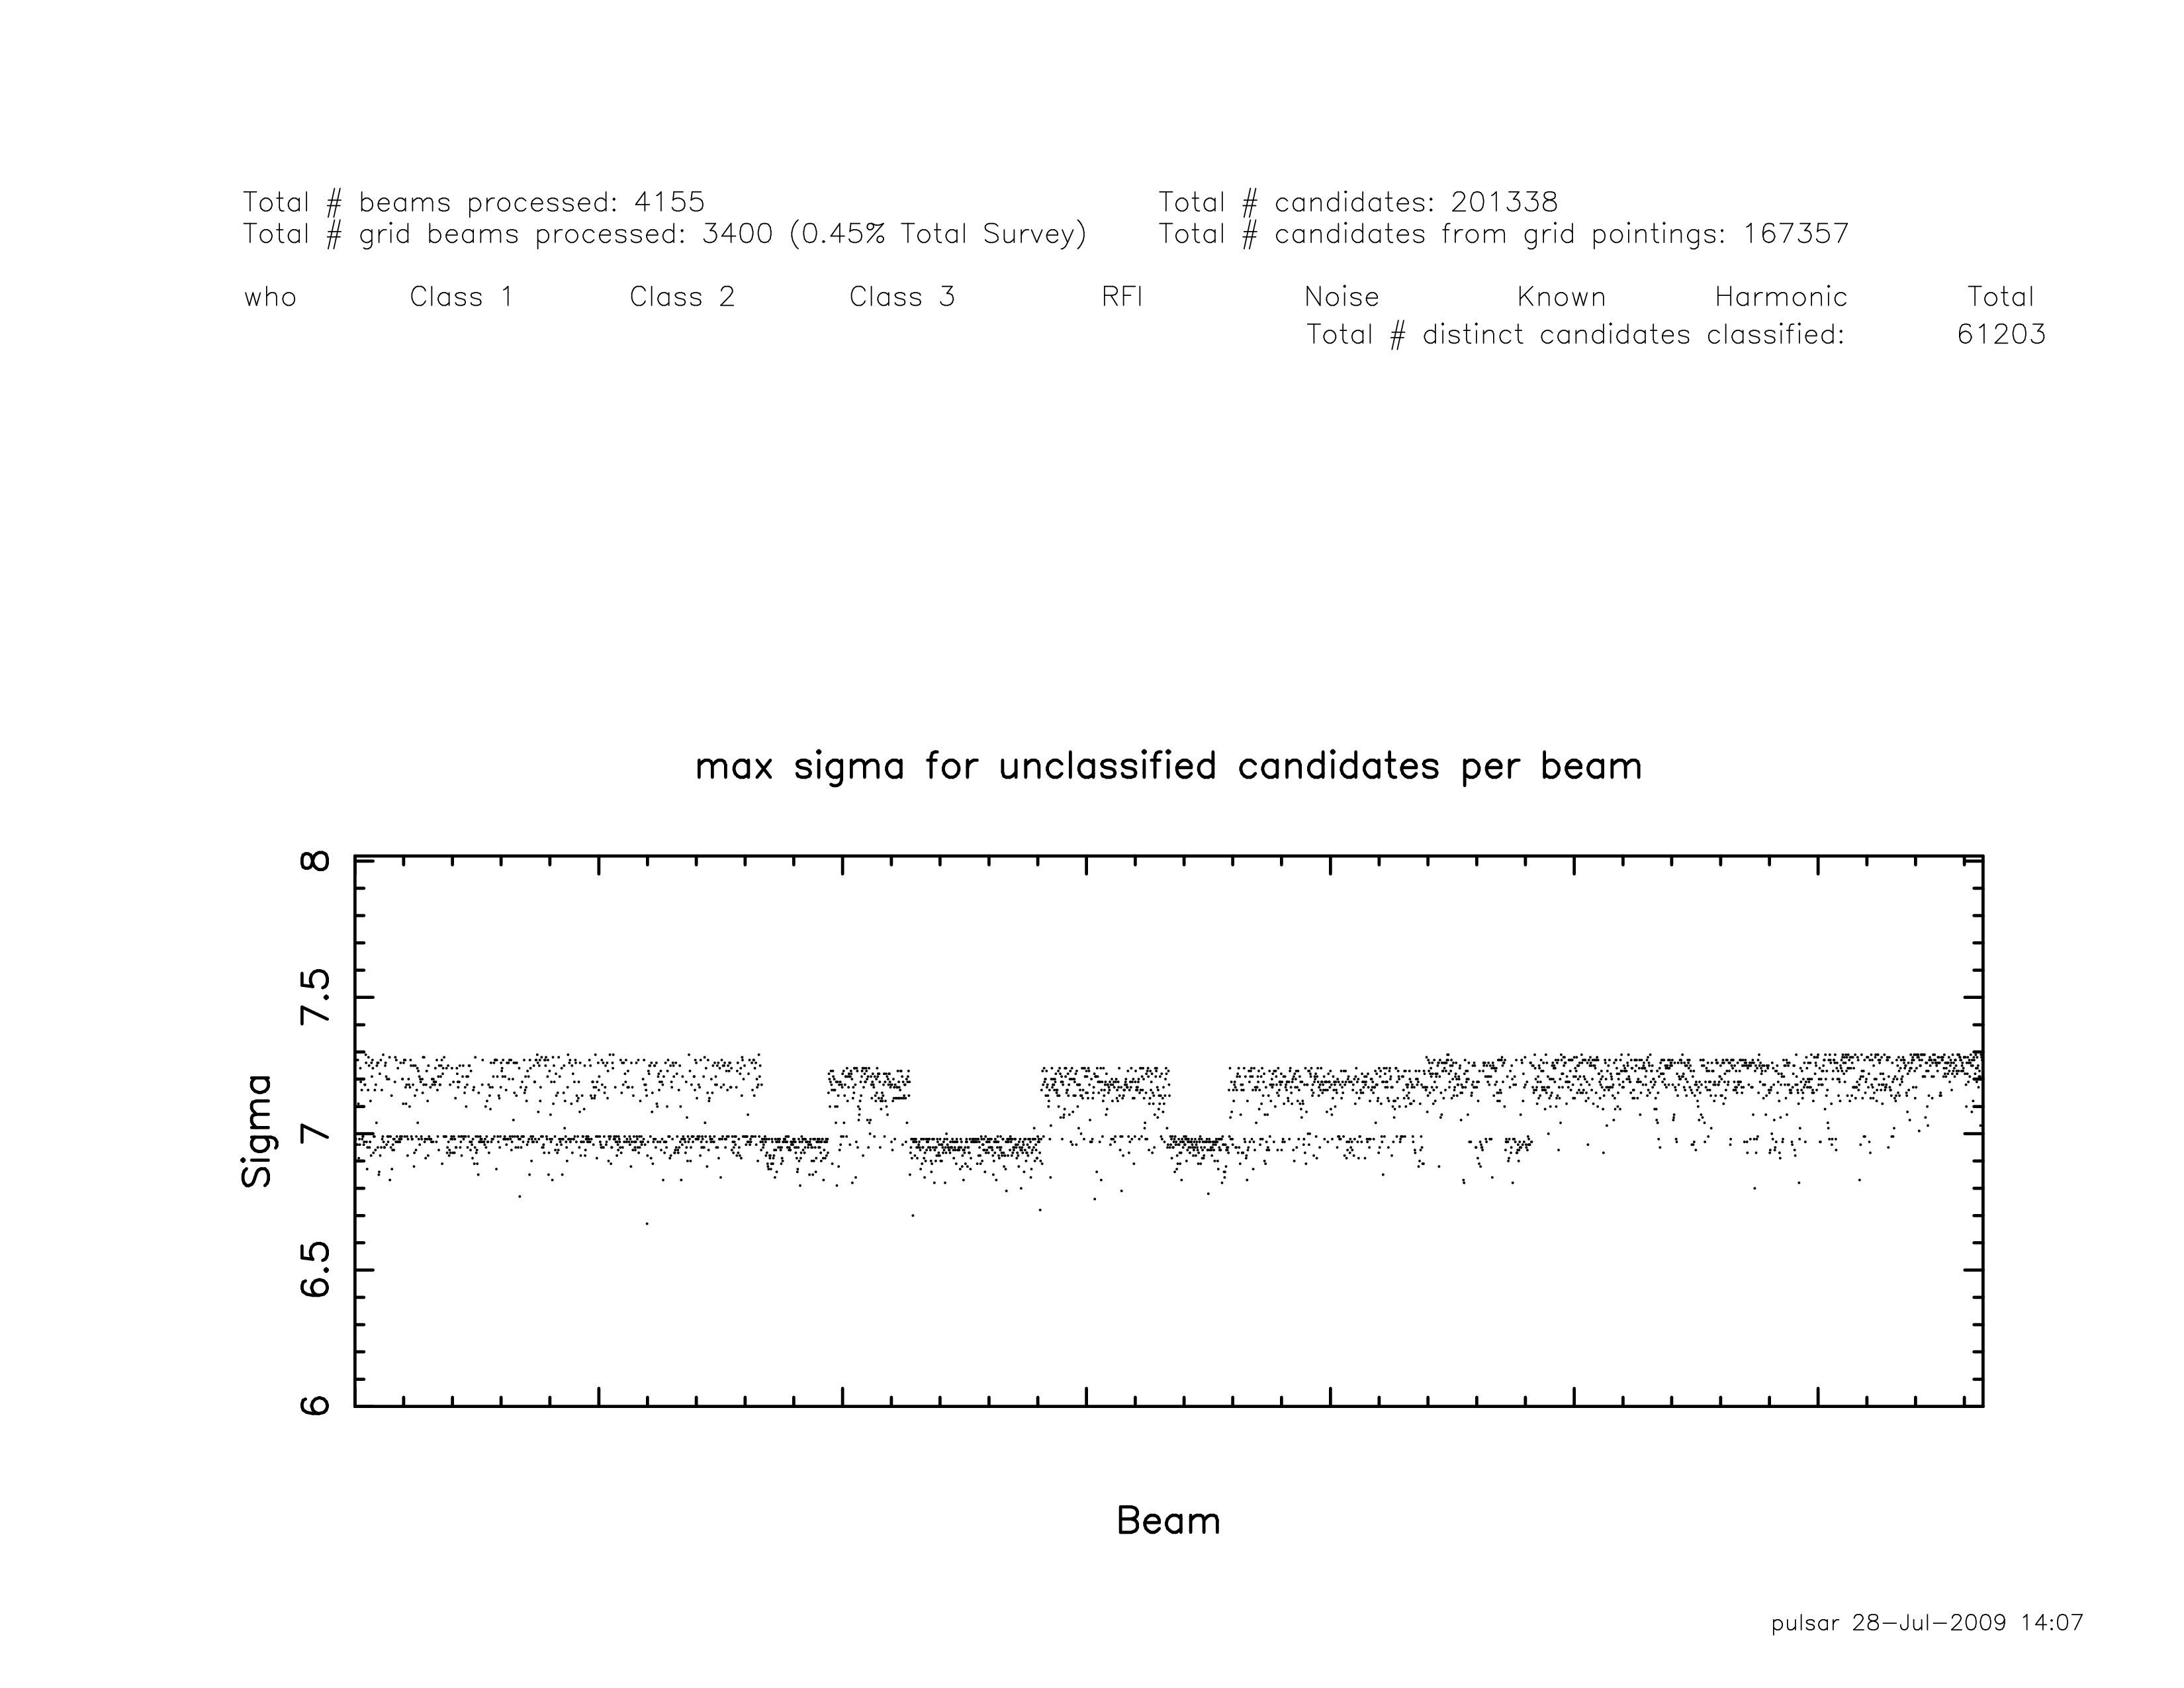 Total # beams processed: 4155 Total # candidates: 201338
Total # grid beams processed: 3400 (0.45% Total Survey) Total # candidates from grid pointings: 167357
who Class 1 Class 2 Class 3 RFI Noise Known Harmonic Total
Total # distinct candidates classified: 61203
max sigma for unclassified candidates per beam
8
7.5
7
6.5
6
Sigma
Beam
pulsar 28-Jul-2009 14:07